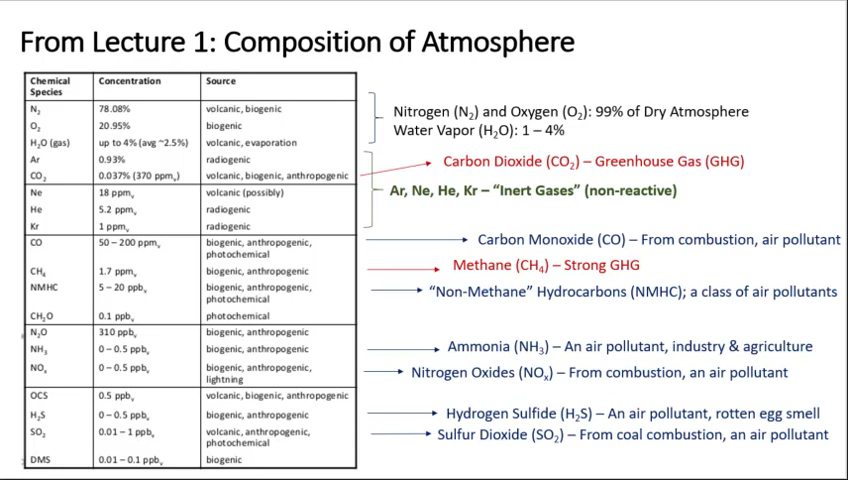 From Lecture 1: Composition of Atmosphere
Chemical Species Concentration Source
N₂ 78.08% volcanic, biogenic
O₂ 20.95% biogenic
H₂O (gas) up to 4% (avg ~2.5%) volcanic, evaporation
Ar 0.93% radiogenic
CO₂ 0.037% (370 ppmᵥ) volcanic, biogenic, anthropogenic
Ne 18 ppmᵥ volcanic (possibly)
He 5.2 ppmᵥ radiogenic
Kr 1 ppmᵥ radiogenic
CO 50 – 200 ppmᵥ biogenic, anthropogenic, photochemical
CH₄ 1.7 ppmᵥ biogenic, anthropogenic
NMHC 5 – 20 ppbᵥ biogenic, anthropogenic, photochemical
CH₂O 0.1 ppbᵥ photochemical
N₂O 310 ppbᵥ biogenic, anthropogenic
NH₃ 0 – 0.5 ppbᵥ biogenic, anthropogenic
NOₓ 0 – 0.5 ppbᵥ biogenic, anthropogenic, lightning
OCS 0.5 ppbᵥ volcanic, biogenic, anthropogenic
H₂S 0 – 0.5 ppbᵥ biogenic, anthropogenic
SO₂ 0.01 – 1 ppbᵥ volcanic, anthropogenic, photochemical
DMS 0.01 – 0.1 ppbᵥ biogenic
Nitrogen (N₂) and Oxygen (O₂): 99% of Dry Atmosphere
Water Vapor (H₂O): 1 – 4%
Carbon Dioxide (CO₂) – Greenhouse Gas (GHG)
Ar, Ne, He, Kr – “Inert Gases” (non-reactive)
Carbon Monoxide (CO) – From combustion, air pollutant
Methane (CH₄) – Strong GHG
“Non-Methane” Hydrocarbons (NMHC); a class of air pollutants
Ammonia (NH₃) – An air pollutant, industry & agriculture
Nitrogen Oxides (NOₓ) – From combustion, an air pollutant
Hydrogen Sulfide (H₂S) – An air pollutant, rotten egg smell
Sulfur Dioxide (SO₂) – From coal combustion, an air pollutant